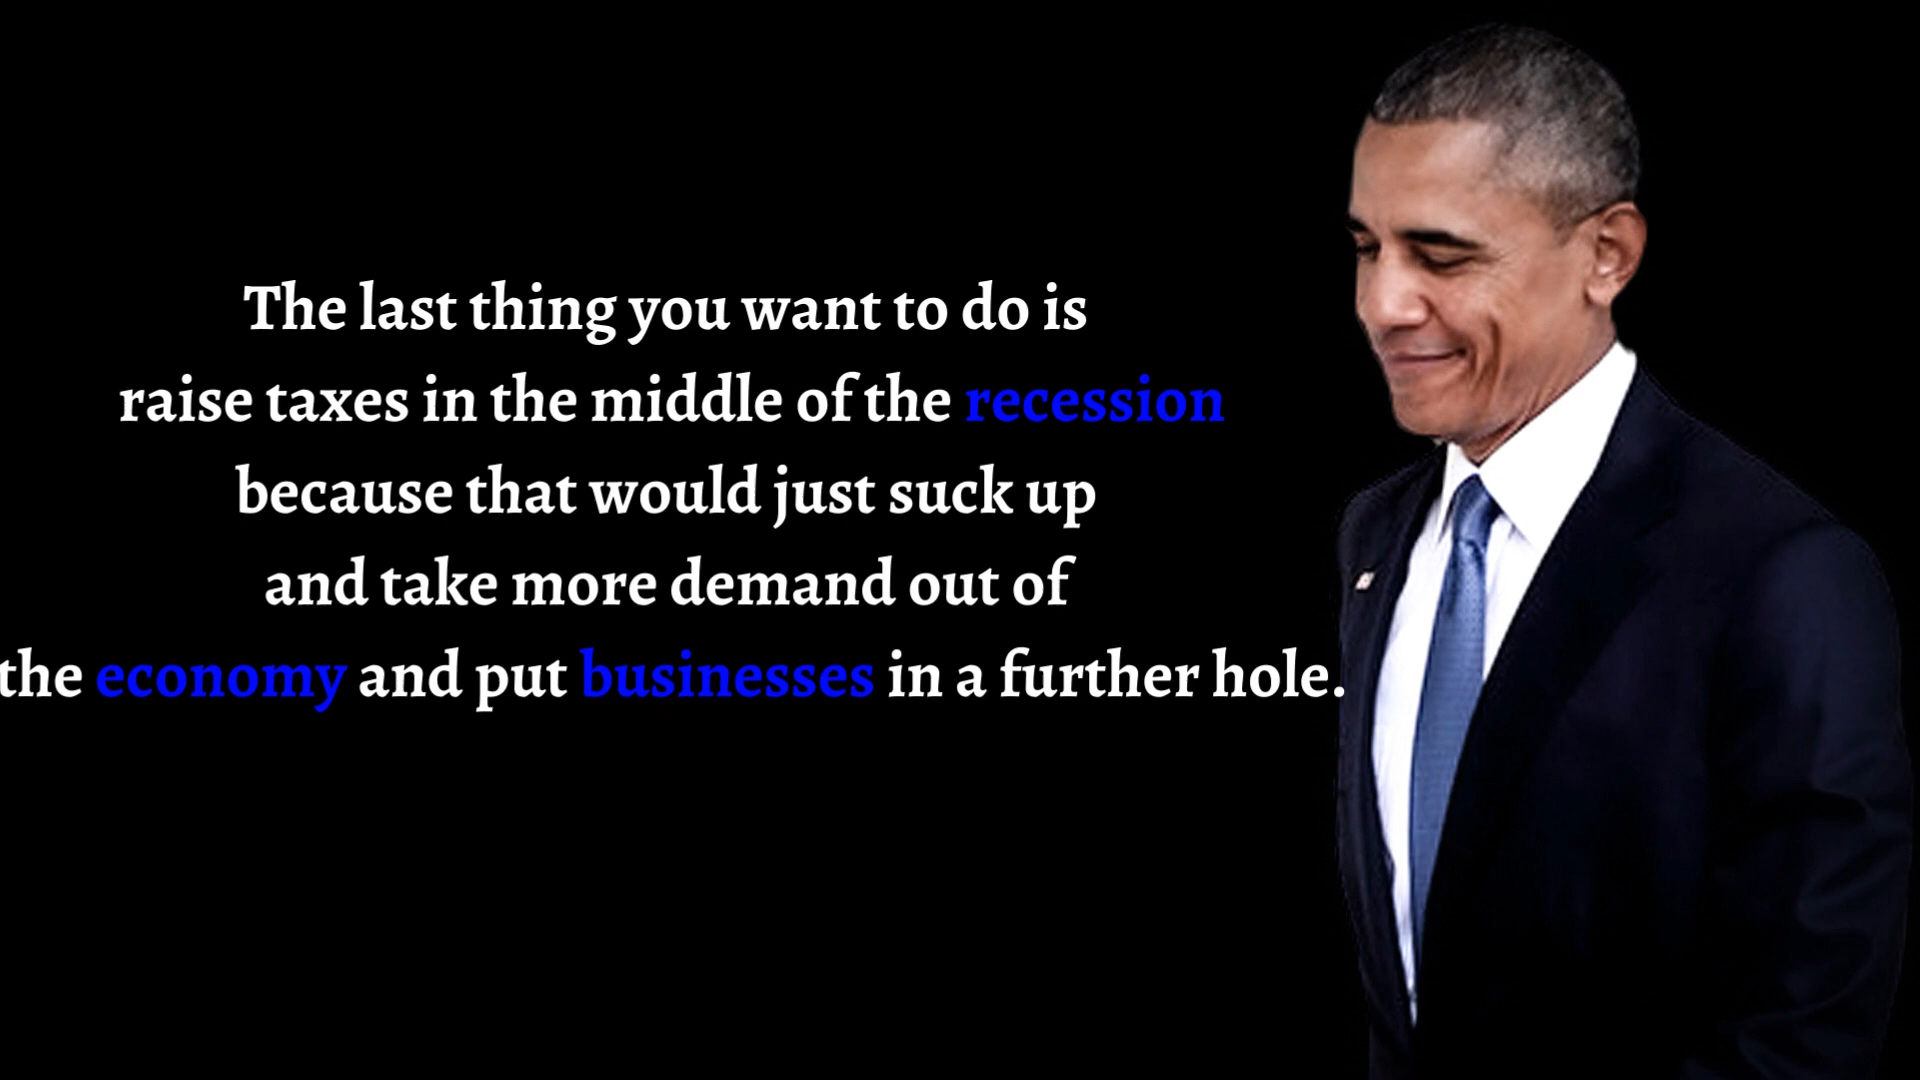 The last thing you want to do is
raise taxes in the middle of the recession
because that would just suck up
and take more demand out of
the economy and put businesses in a further hole.